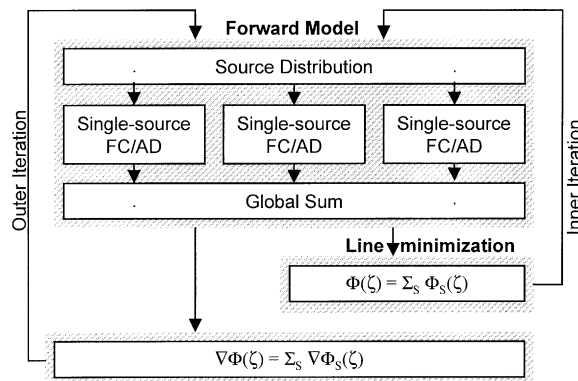 Forward Model
Source Distribution
Single-source
FC/AD
Single-source
FC/AD
Single-source
FC/AD
Global Sum
Line minimization
Φ(ζ) = Σ_S Φ_S(ζ)
∇Φ(ζ) = Σ_S ∇Φ_S(ζ)
Outer Iteration
Inner Iteration